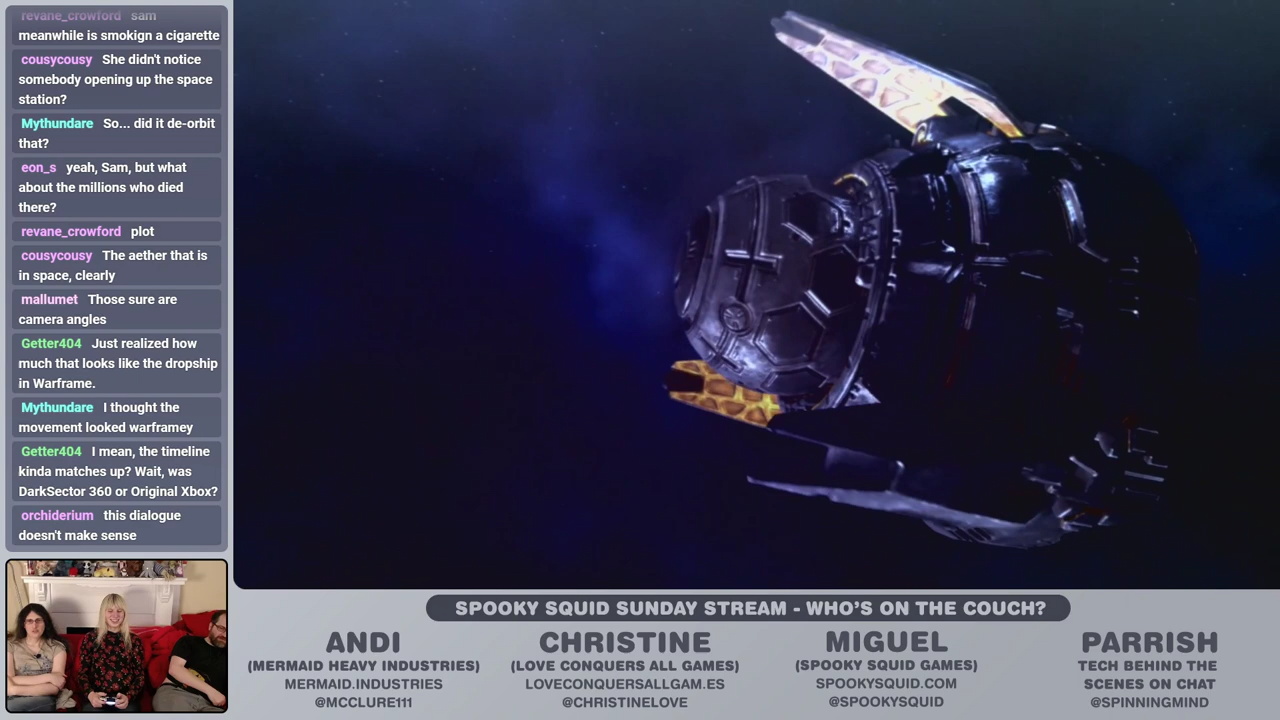 revane_crowford sam
meanwhile is smokign a cigarette
cousycousy She didn't notice
somebody opening up the space
station?
Mythundare So... did it de-orbit
that?
eon_s yeah, Sam, but what
about the millions who died
there?
revane_crowford plot
cousycousy The aether that is
in space, clearly
mallumet Those sure are
camera angles
Getter404 Just realized how
much that looks like the dropship
in Warframe.
Mythundare I thought the
movement looked warframey
Getter404 I mean, the timeline
kinda matches up? Wait, was
DarkSector 360 or Original Xbox?
orchiderium this dialogue
doesn't make sense
SPOOKY SQUID SUNDAY STREAM - WHO'S ON THE COUCH?
ANDI
(MERMAID HEAVY INDUSTRIES)
MERMAID.INDUSTRIES
@MCCLURE111
CHRISTINE
(LOVE CONQUERS ALL GAMES)
LOVECONQUERSALLGAM.ES
@CHRISTINELOVE
MIGUEL
(SPOOKY SQUID GAMES)
SPOOKYSQUID.COM
@SPOOKYSQUID
PARRISH
TECH BEHIND THE
SCENES ON CHAT
@SPINNINGMIND